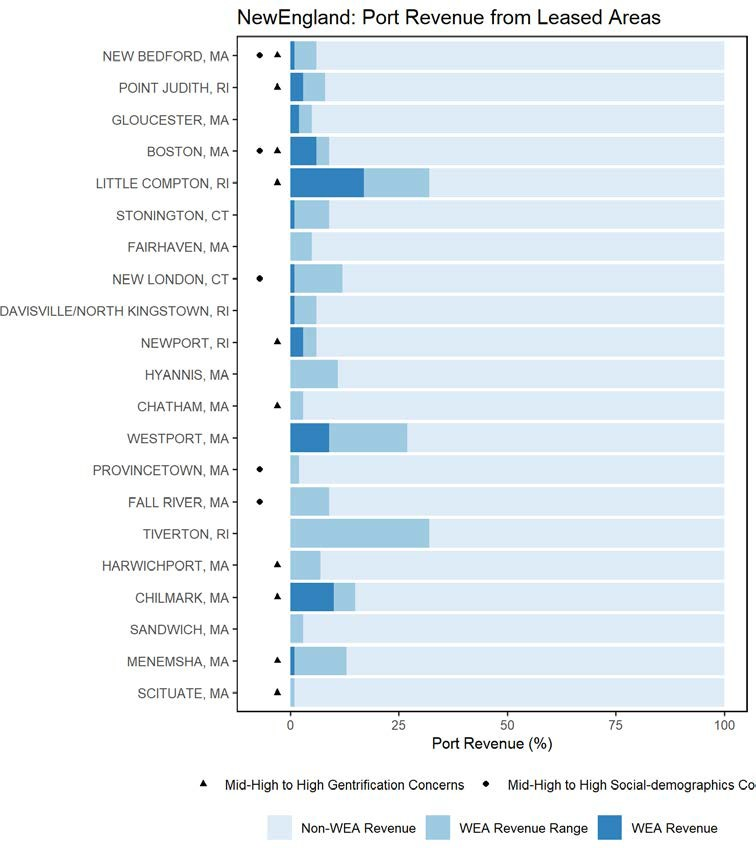 NewEngland: Port Revenue from Leased Areas
NEW BEDFORD, MA
POINT JUDITH, RI
GLOUCESTER, MA
BOSTON, MA
LITTLE COMPTON, RI
STONINGTON, CT
FAIRHAVEN, MA
NEW LONDON, CT
DAVISVILLE/NORTH KINGSTOWN, RI
NEWPORT, RI
HYANNIS, MA
CHATHAM, MA
WESTPORT, MA
PROVINCETOWN, MA
FALL RIVER, MA
TIVERTON, RI
HARWICHPORT, MA
CHILMARK, MA
SANDWICH, MA
MENEMSHA, MA
SCITUATE, MA
0 25 50 75 100
Port Revenue (%)
Mid-High to High Gentrification Concerns Mid-High to High Social-demographics Co
Non-WEA Revenue WEA Revenue Range WEA Revenue